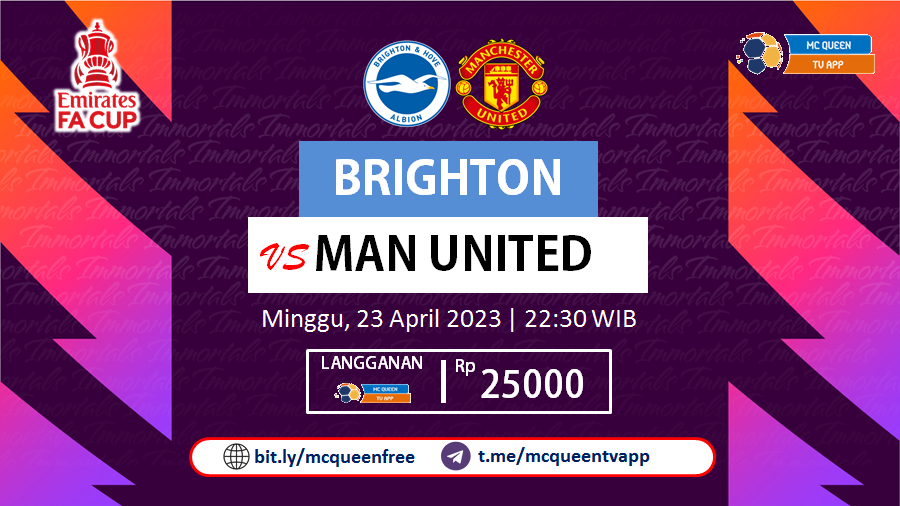 Emirates
FA CUP
BRIGHTON & HOVE
ALBION
MANCHESTER
UNITED
MC QUEEN
TV APP
BRIGHTON
VS MAN UNITED
Minggu, 23 April 2023 | 22:30 WIB
LANGGANAN
MC QUEEN
TV APP
Rp 25000
bit.ly/mcqueenfree
t.me/mcqueentvapp
Immortals